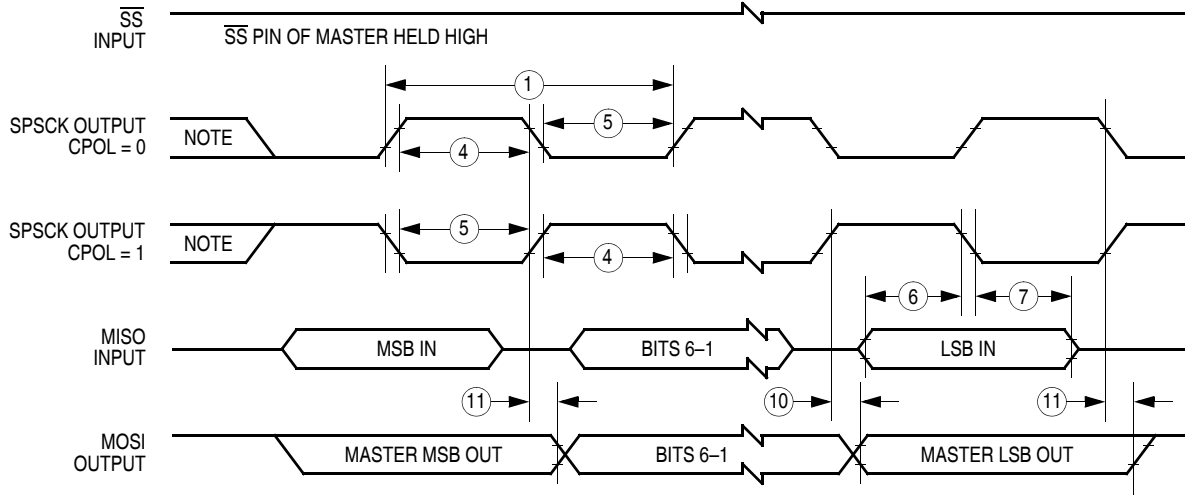 SS
INPUT
SS PIN OF MASTER HELD HIGH
1
SPSCK OUTPUT
CPOL = 0
NOTE
5
4
SPSCK OUTPUT
CPOL = 1
NOTE
5
4
6
7
MISO
INPUT
MSB IN
BITS 6–1
LSB IN
11
10
11
MOSI
OUTPUT
MASTER MSB OUT
BITS 6–1
MASTER LSB OUT